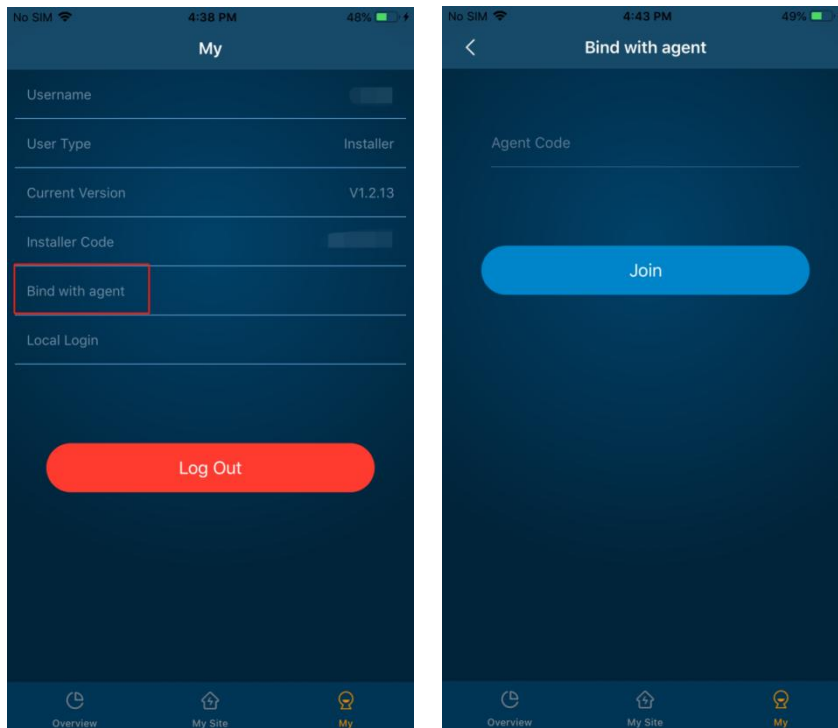 No SIM 4:38 PM 48%
My
Username
User Type Installer
Current Version V1.2.13
Installer Code
Bind with agent
Local Login
Log Out
Overview My Site My
No SIM 4:43 PM 49%
Bind with agent
Agent Code
Join
Overview My Site My